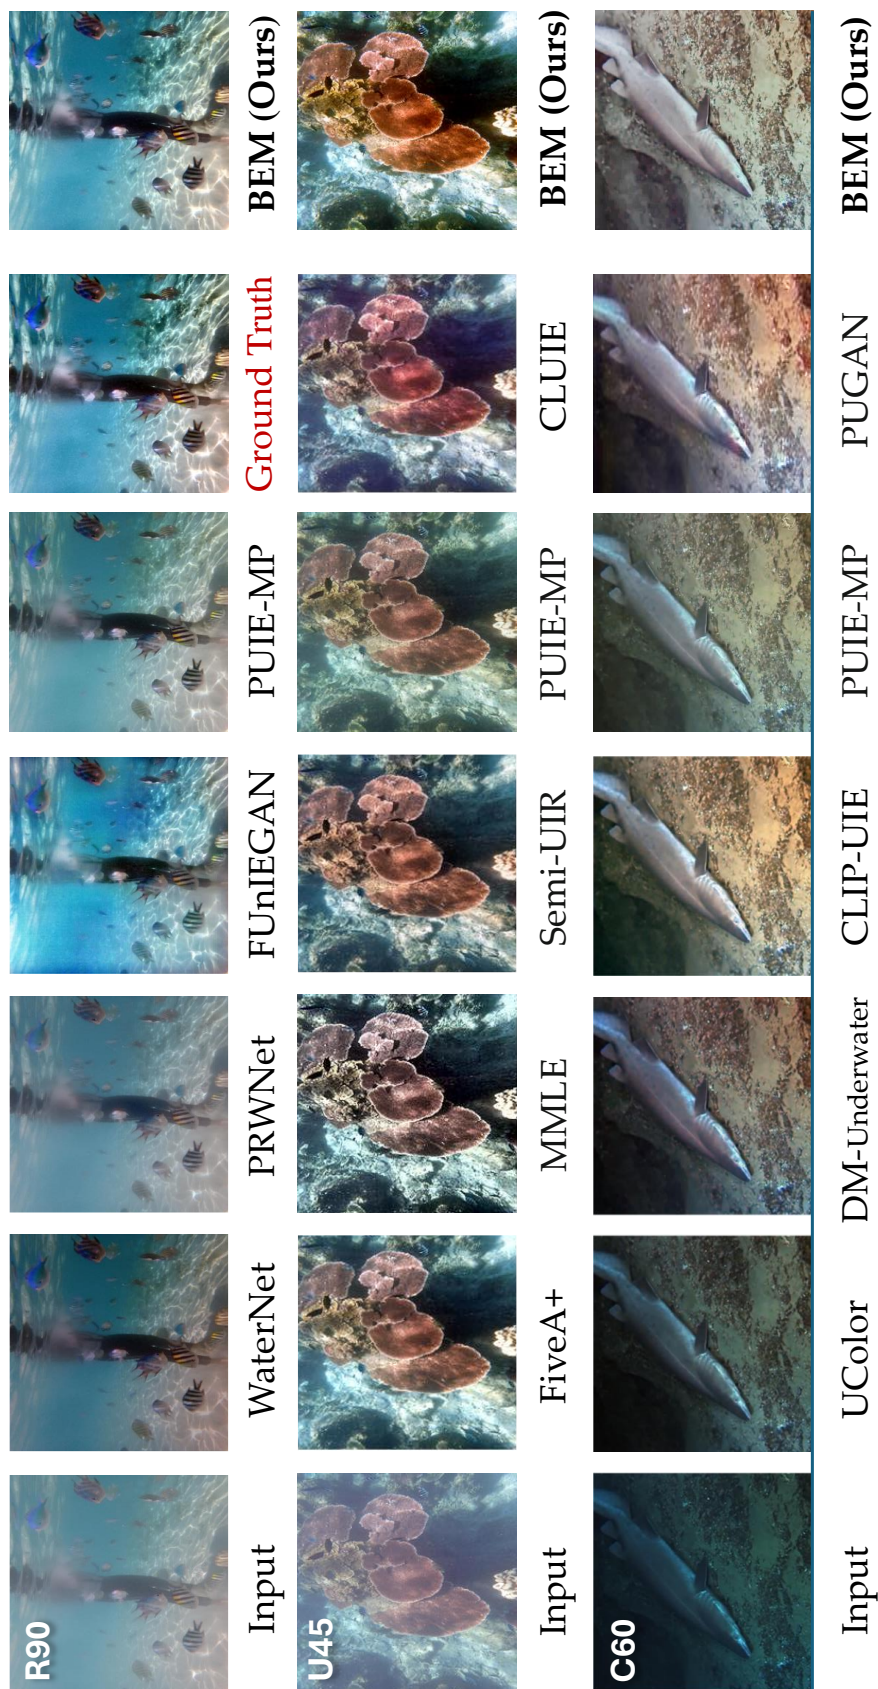 R90
Input
WaterNet
PRWNet
FUnIEGAN
PUIE-MP
Ground Truth
BEM (Ours)
U45
Input
FiveA+
MMLE
Semi-UIR
PUIE-MP
CLUIE
BEM (Ours)
C60
Input
UColor
DM-Underwater
CLIP-UIE
PUIE-MP
PUGAN
BEM (Ours)